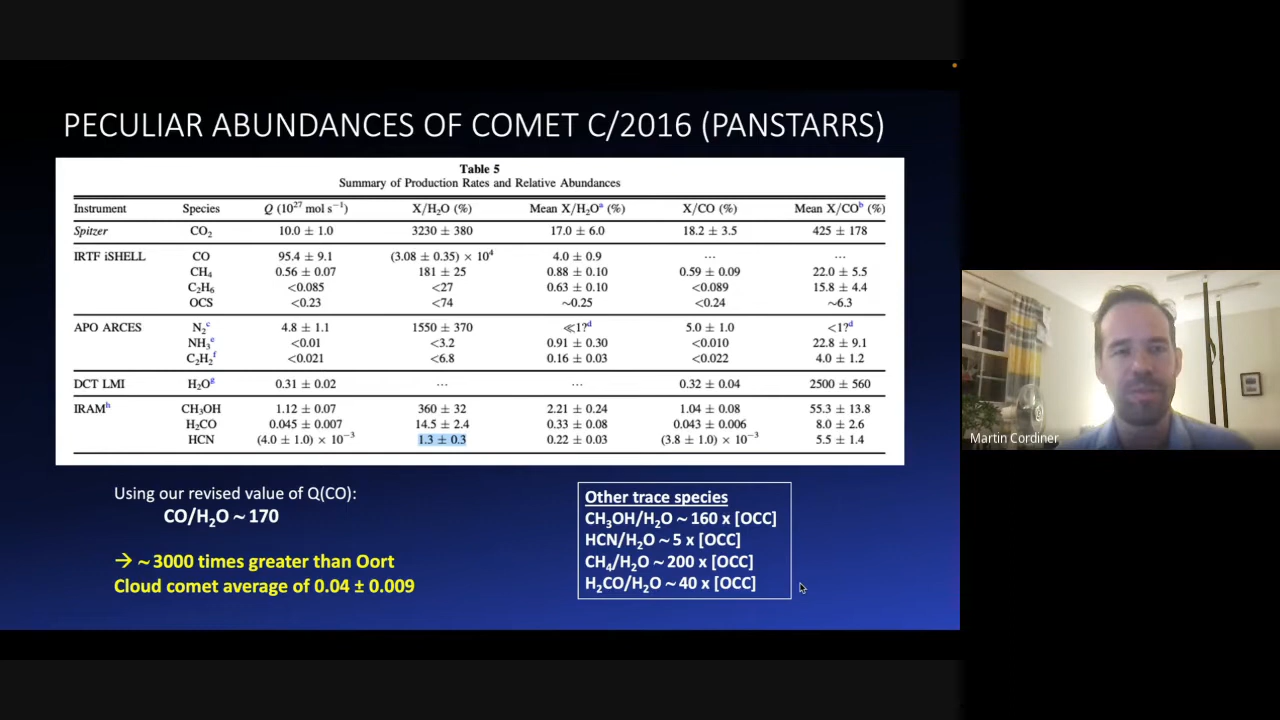 PECULIAR ABUNDANCES OF COMET C/2016 (PANSTARRS)
Table 5
Summary of Production Rates and Relative Abundances
Instrument Species Q (10²⁷ mol s⁻¹) X/H₂O (%) Mean X/H₂Oᵃ (%) X/CO (%) Mean X/COᵇ (%)
Spitzer CO₂ 10.0 ± 1.0 3230 ± 380 17.0 ± 6.0 18.2 ± 3.5 425 ± 178
IRTF iSHELL CO 95.4 ± 9.1 (3.08 ± 0.35) × 10⁴ 4.0 ± 0.9 ... ...
CH₄ 0.56 ± 0.07 181 ± 25 0.88 ± 0.10 0.59 ± 0.09 22.0 ± 5.5
C₂H₆ <0.085 <27 0.63 ± 0.10 <0.089 15.8 ± 4.4
OCS <0.23 <74 ~0.25 <0.24 ~6.3
APO ARCES N₂ᶜ 4.8 ± 1.1 1550 ± 370 ≪1?ᵈ 5.0 ± 1.0 <1?ᵈ
NH₃ᵉ <0.01 <3.2 0.91 ± 0.30 <0.010 22.8 ± 9.1
C₂H₂ᶠ <0.021 <6.8 0.16 ± 0.03 <0.022 4.0 ± 1.2
DCT LMI H₂Oᵍ 0.31 ± 0.02 ... ... 0.32 ± 0.04 2500 ± 560
IRAMʰ CH₃OH 1.12 ± 0.07 360 ± 32 2.21 ± 0.24 1.04 ± 0.08 55.3 ± 13.8
H₂CO 0.045 ± 0.007 14.5 ± 2.4 0.33 ± 0.08 0.043 ± 0.006 8.0 ± 2.6
HCN (4.0 ± 1.0) × 10⁻³ 1.3 ± 0.3 0.22 ± 0.03 (3.8 ± 1.0) × 10⁻³ 5.5 ± 1.4
Using our revised value of Q(CO):
CO/H₂O ~ 170
→ ~ 3000 times greater than Oort
Cloud comet average of 0.04 ± 0.009
Other trace species
CH₃OH/H₂O ~ 160 x [OCC]
HCN/H₂O ~ 5 x [OCC]
CH₄/H₂O ~ 200 x [OCC]
H₂CO/H₂O ~ 40 x [OCC]
Martin Cordiner